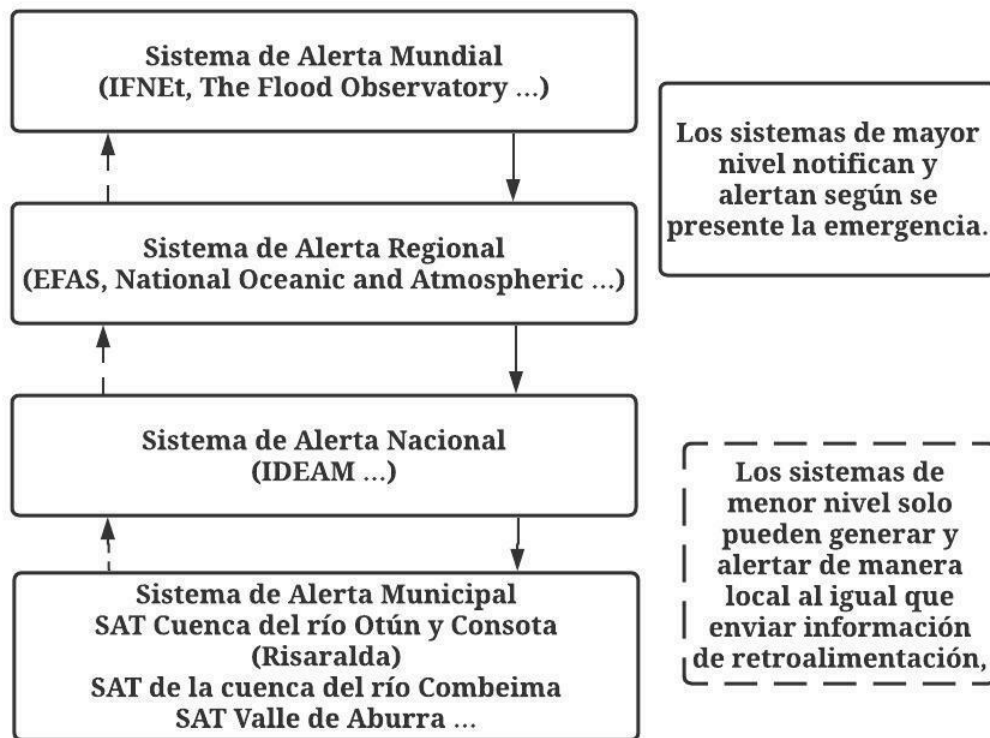 Sistema de Alerta Mundial
(IFNEt, The Flood Observatory ...)
Los sistemas de mayor
nivel notifican y
alertan según se
presente la emergencia.
Sistema de Alerta Regional
(EFAS, National Oceanic and Atmospheric ...)
Sistema de Alerta Nacional
(IDEAM ...)
Los sistemas de
menor nivel solo
pueden generar y
alertar de manera
local al igual que
enviar información
de retroalimentación,
Sistema de Alerta Municipal
SAT Cuenca del río Otún y Consota
(Risaralda)
SAT de la cuenca del río Combeima
SAT Valle de Aburra ...